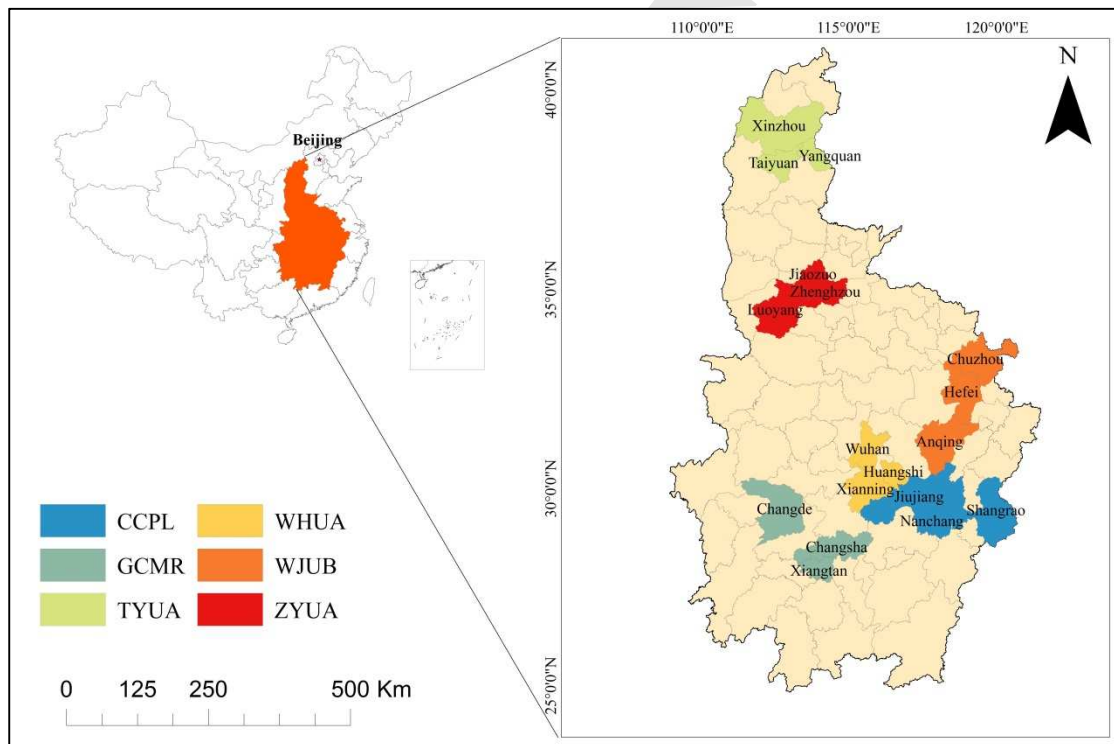 110°0'0"E 115°0'0"E 120°0'0"E
N
40°0'0"N
35°0'0"N
30°0'0"N
25°0'0"N
Beijing
Xinzhou
Taiyuan
Yangquan
Jiaozuo
Zhenghzou
Luoyang
Chuzhou
Hefei
Anqing
Wuhan
Huangshi
Xianning
Jiujiang
Shangrao
Nanchang
Changde
Changsha
Xiangtan
CCPL WHUA
GCMR WJUB
TYUA ZYUA
0 125 250 500 Km